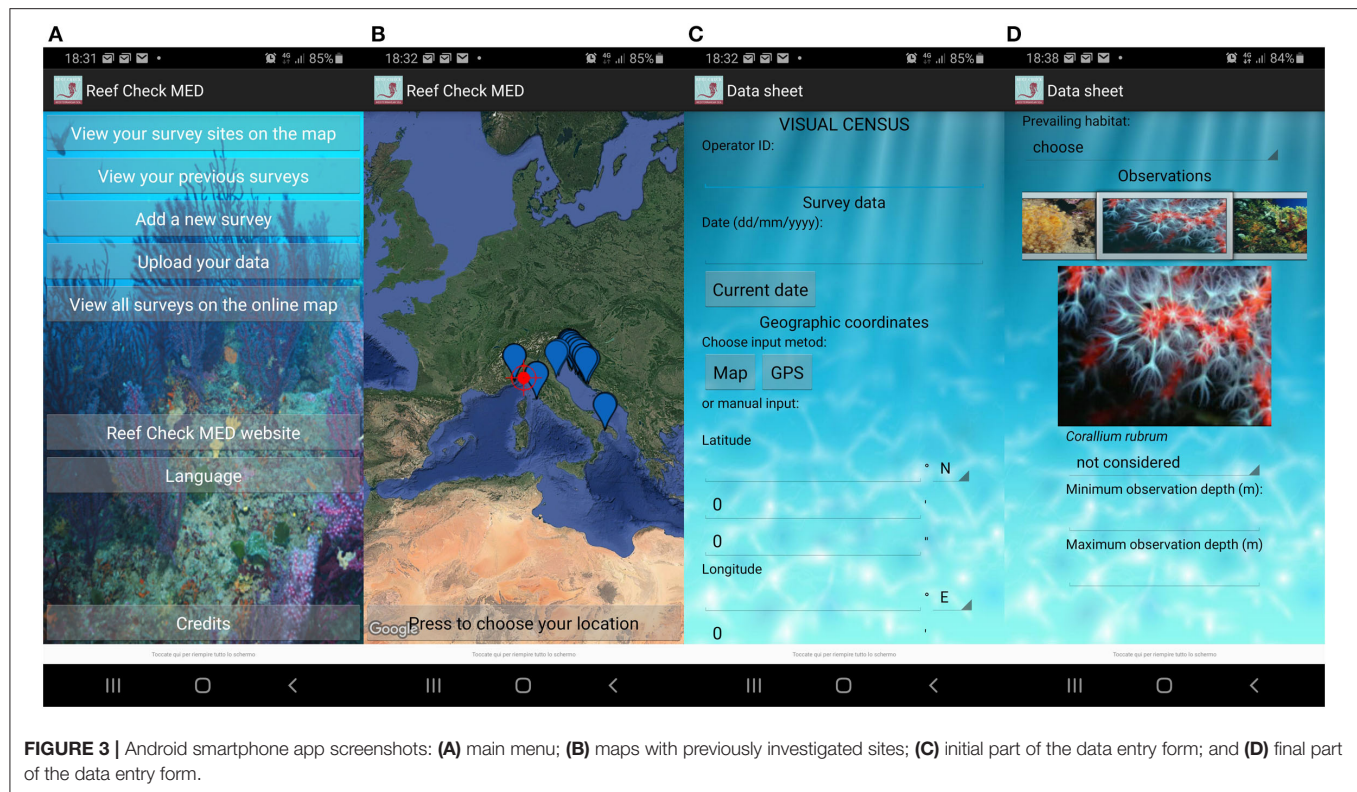 A
18:31
85%
Reef Check MED
View your survey sites on the map
View your previous surveys
Add a new survey
Upload your data
View all surveys on the online map
Reef Check MED website
Language
Credits
Toccate qui per riempire tutto lo schermo
B
18:32
4G 85%
Reef Check MED
Google
Press to choose your location
Toccate qui per riempire tutto lo schermo
C
18:32
4G 85%
Data sheet
VISUAL CENSUS
Operator ID:
Survey data
Date (dd/mm/yyyy):
Current date
Geographic coordinates
Choose input metod:
Map GPS
or manual input:
Latitude
° N
0 '
0 "
Longitude
° E
0 '
Toccate qui per riempire tutto lo schermo
D
18:38
4G 84%
Data sheet
Prevailing habitat:
choose
Observations
Corallium rubrum
not considered
Minimum observation depth (m):
Maximum observation depth (m)
Toccate qui per riempire tutto lo schermo
FIGURE 3 | Android smartphone app screenshots: (A) main menu; (B) maps with previously investigated sites; (C) initial part of the data entry form; and (D) final part
of the data entry form.